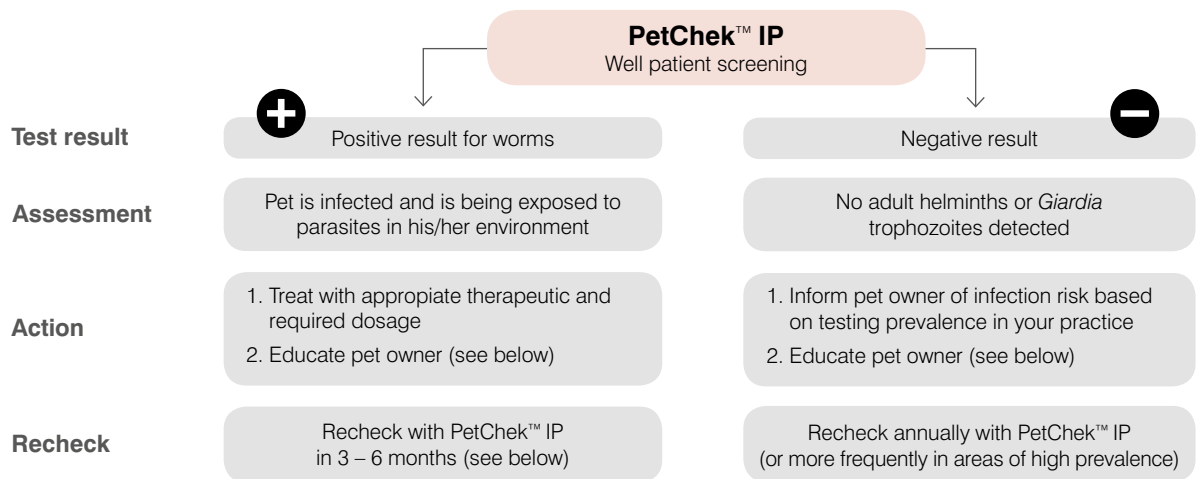 PetChek™ IP
Well patient screening
Test result
Positive result for worms
Negative result
Assessment
Pet is infected and is being exposed to
parasites in his/her environment
No adult helminths or Giardia
trophozoites detected
Action
1. Treat with appropiate therapeutic and
required dosage
2. Educate pet owner (see below)
1. Inform pet owner of infection risk based
on testing prevalence in your practice
2. Educate pet owner (see below)
Recheck
Recheck with PetChek™ IP
in 3 – 6 months (see below)
Recheck annually with PetChek™ IP
(or more frequently in areas of high prevalence)